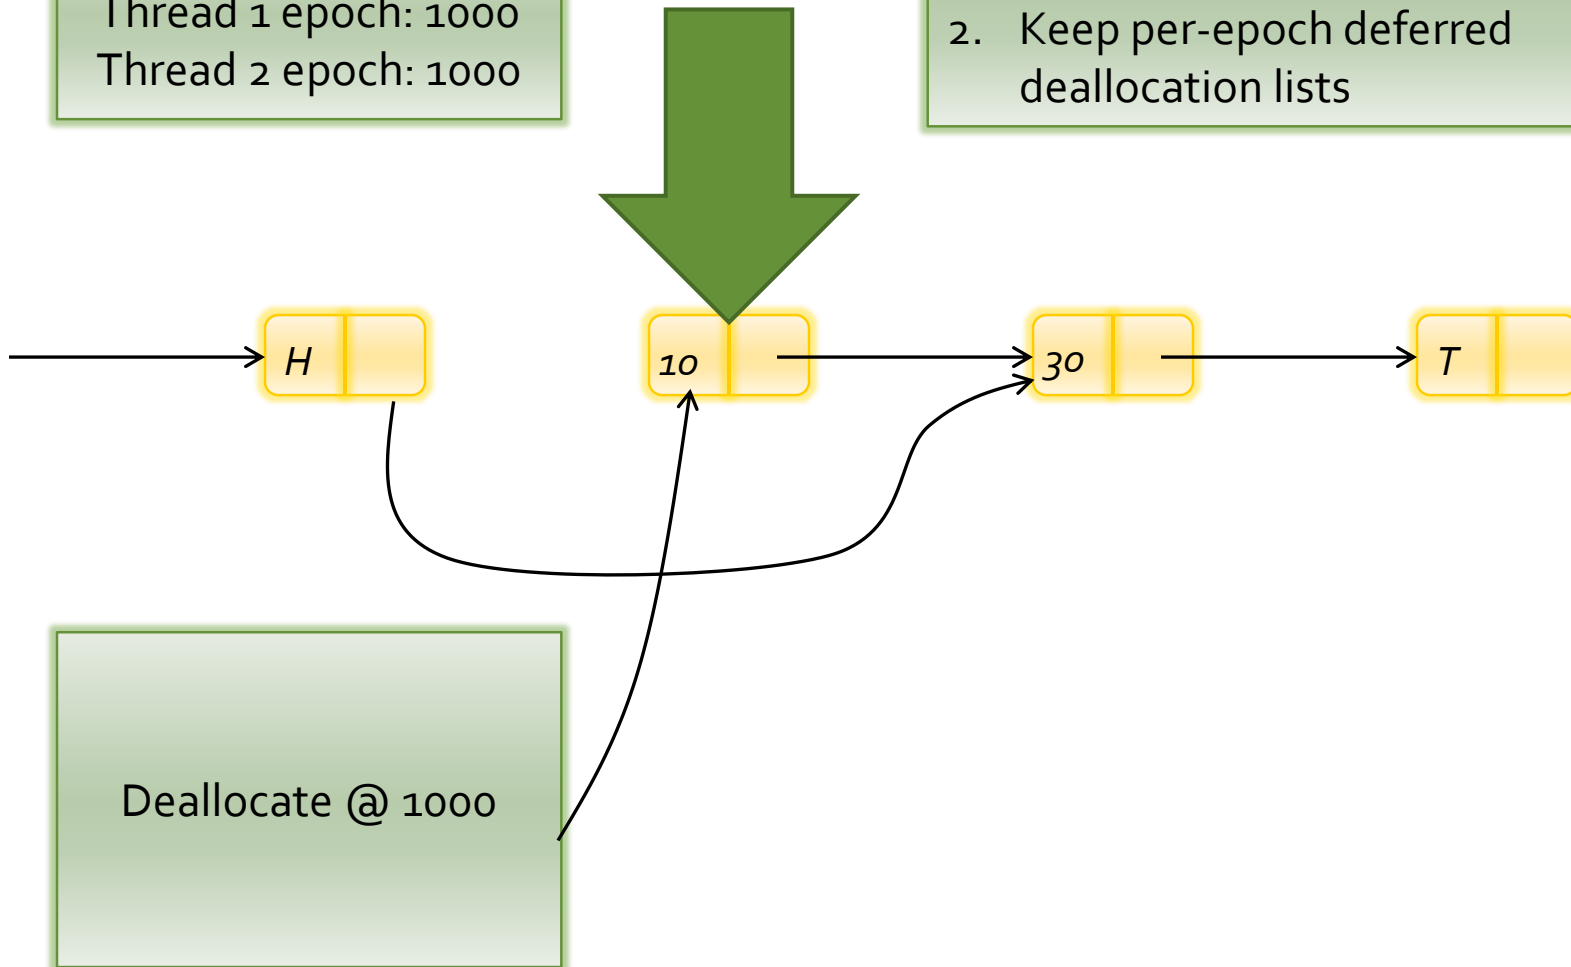 Thread 1 epoch: 1000
Thread 2 epoch: 1000
2. Keep per-epoch deferred
deallocation lists
H
10
30
T
Deallocate @ 1000